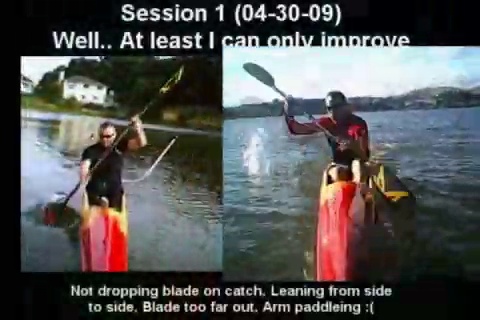 Session 1 (04-30-09)
Well.. At least I can only improve
Not dropping blade on catch. Leaning from side
to side. Blade too far out. Arm paddleing :(